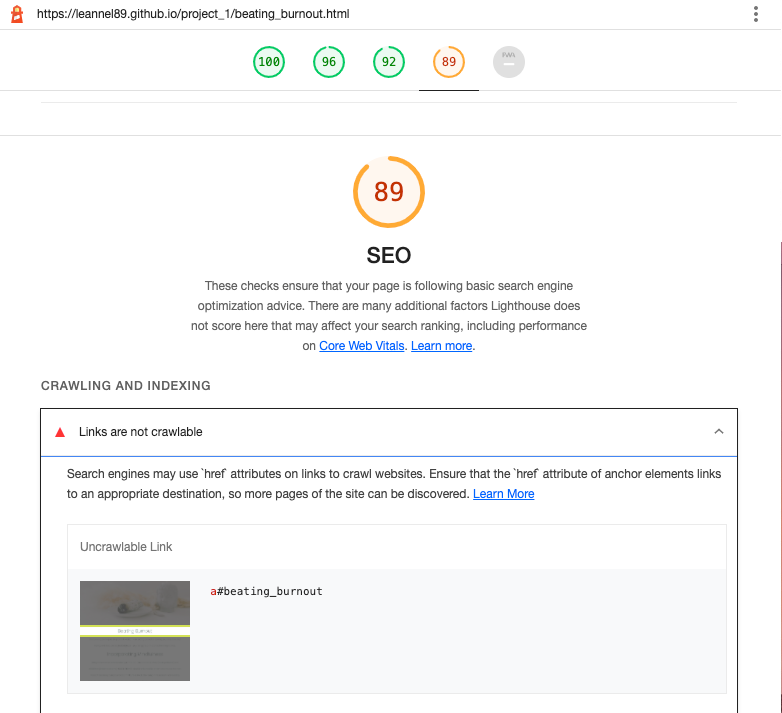 https://leannel89.github.io/project_1/beating_burnout.html
100 96 92 89 PWA
89
SEO
These checks ensure that your page is following basic search engine
optimization advice. There are many additional factors Lighthouse does
not score here that may affect your search ranking, including performance
on Core Web Vitals. Learn more.
CRAWLING AND INDEXING
Links are not crawlable
Search engines may use `href` attributes on links to crawl websites. Ensure that the `href` attribute of anchor elements links
to an appropriate destination, so more pages of the site can be discovered. Learn More
Uncrawlable Link
a#beating_burnout
Beating Burnout